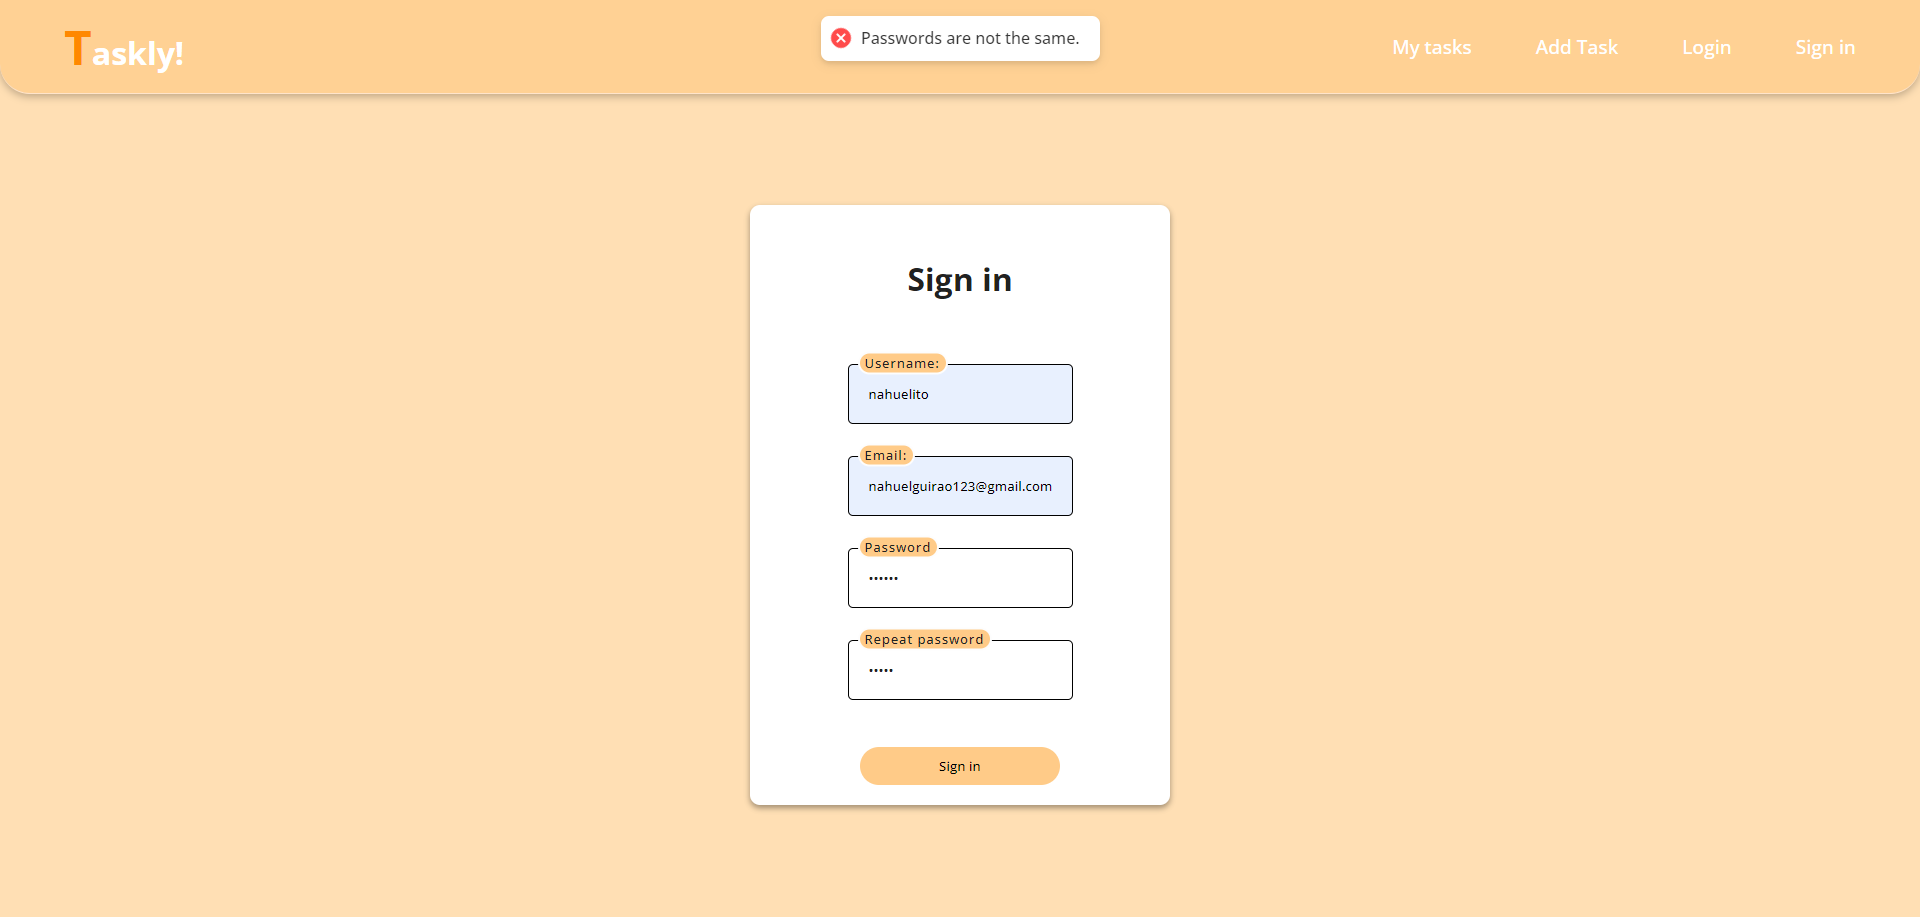 Taskly!
Passwords are not the same.
My tasks
Add Task
Login
Sign in
Sign in
Username:
nahuelito
Email:
nahuelguirao123@gmail.com
Password
••••••
Repeat password
•••••
Sign in